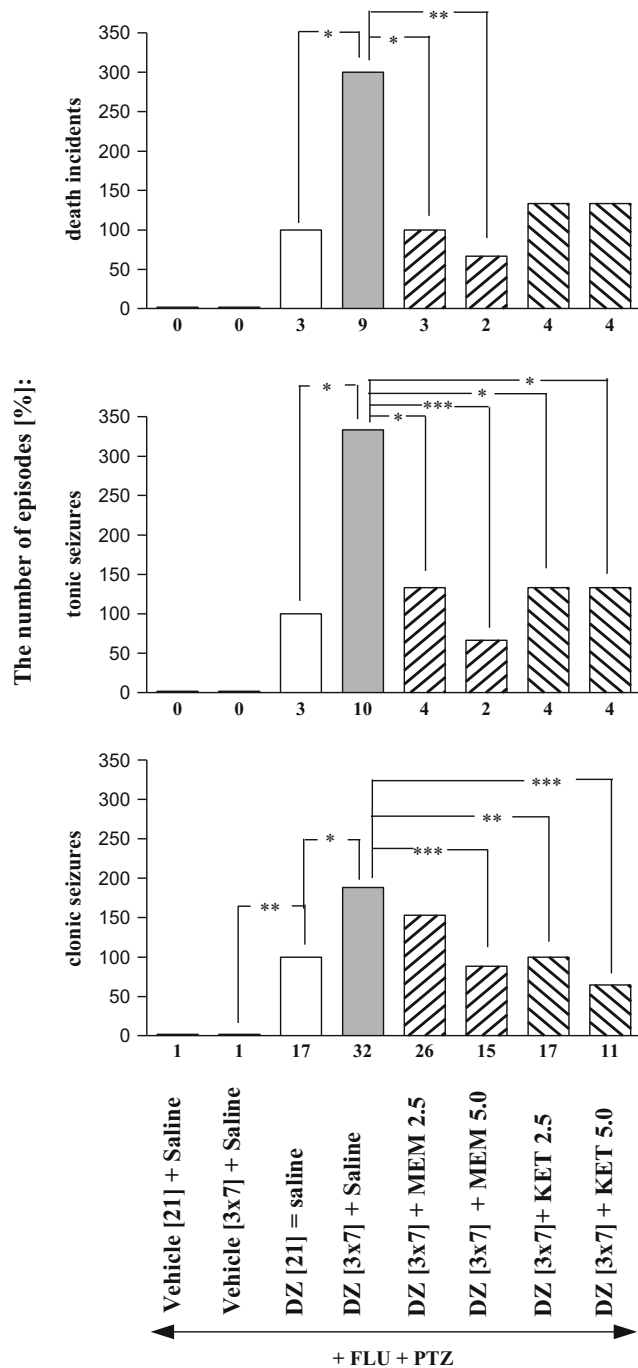 The number of episodes [%]:
death incidents
350
300
250
200
150
100
50
0
*
*
**
0 0 3 9 3 2 4 4
tonic seizures
350
300
250
200
150
100
50
0
*
*
*
***
*
0 0 3 10 4 2 4 4
clonic seizures
350
300
250
200
150
100
50
0
***
**
*
***
**
1 1 17 32 26 15 17 11
Vehicle [21] + Saline
Vehicle [3x7] + Saline
DZ [21] = saline
DZ [3x7] + Saline
DZ [3x7] + MEM 2.5
DZ [3x7] + MEM 5.0
DZ [3x7]+ KET 2.5
DZ [3x7] + KET 5.0
+ FLU + PTZ